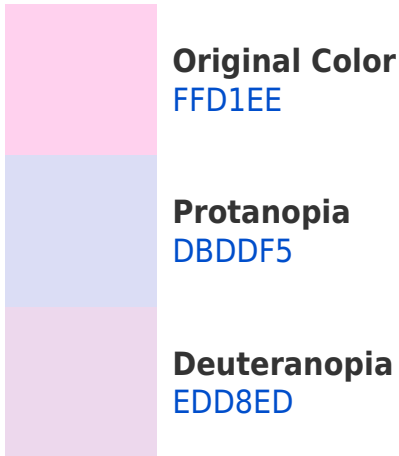 Original Color
FFD1EE
Protanopia
DBDDF5
Deuteranopia
EDD8ED